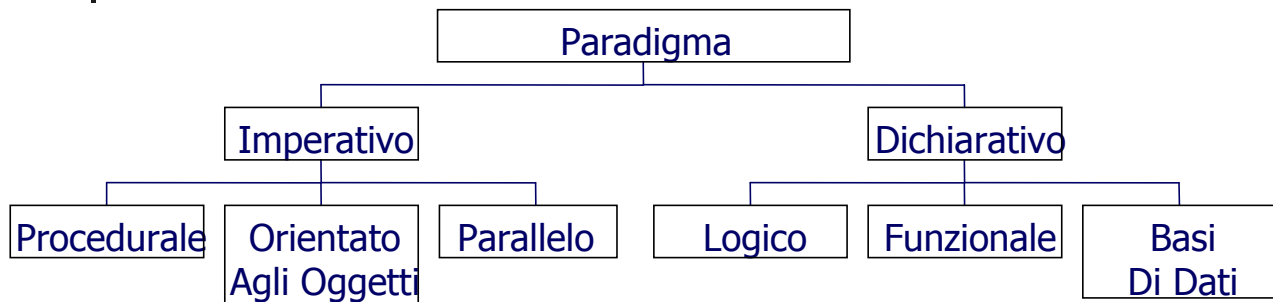 Paradigma
Imperativo
Dichiarativo
Procedurale
Orientato
Agli Oggetti
Parallelo
Logico
Funzionale
Basi
Di Dati